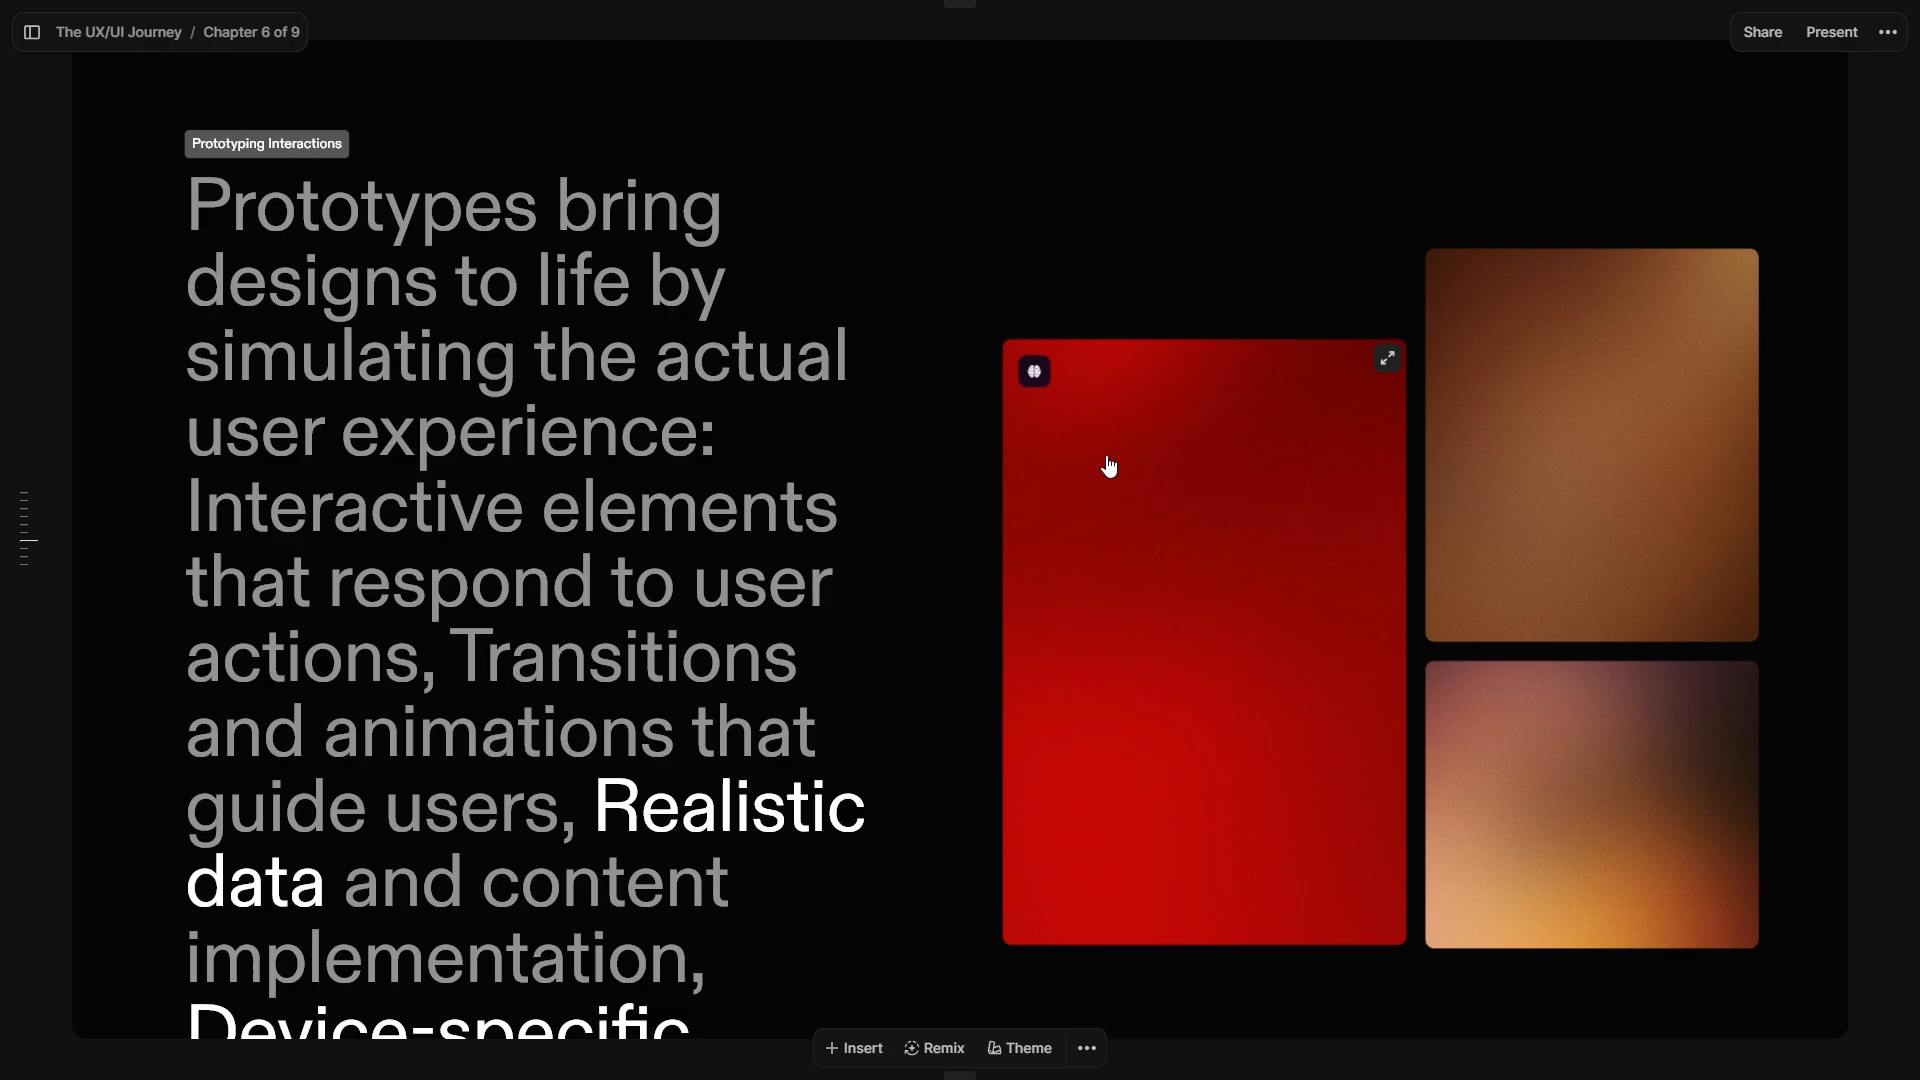 The UX/UI Journey / Chapter 6 of 9
Share Present
Prototyping Interactions
Prototypes bring
designs to life by
simulating the actual
user experience:
Interactive elements
that respond to user
actions, Transitions
and animations that
guide users, Realistic
data and content
implementation,
Device-specific
Insert Remix Theme